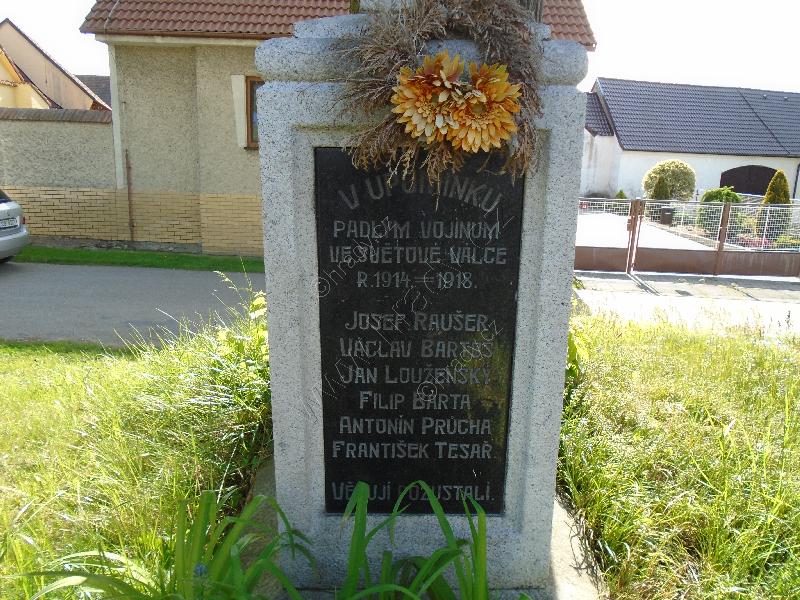 V UPOMÍNKU
PADLÝM VOJÍNŮM
VE SVĚTOVÉ VÁLCE
R. 1914.–1918.
JOSEF RAUŠER
VÁCLAV BARTOŠ
JAN LOUŽENSKÝ
FILIP BÁRTA
ANTONÍN PRŮCHA
FRANTIŠEK TESAŘ.
VĚNUJÍ POZŮSTALÍ.